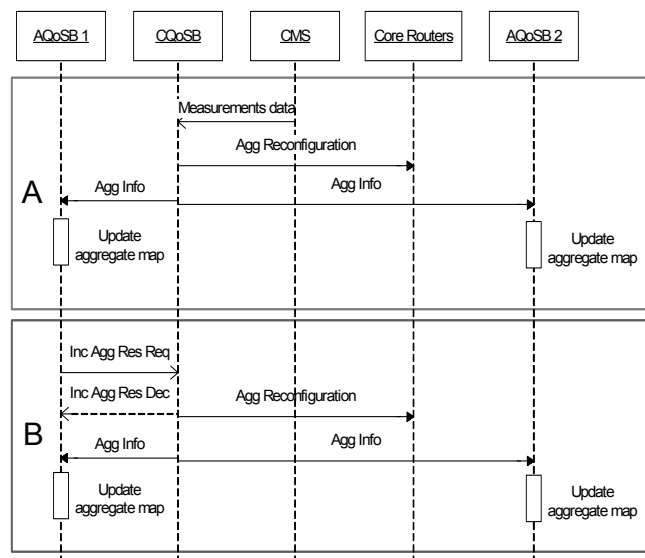 AQoSB 1
CQoSB
CMS
Core Routers
AQoSB 2
Measurements data
Agg Reconfiguration
Agg Info
Agg Info
A
Update
aggregate map
Update
aggregate map
Inc Agg Res Req
Inc Agg Res Dec
Agg Reconfiguration
B
Agg Info
Agg Info
Update
aggregate map
Update
aggregate map